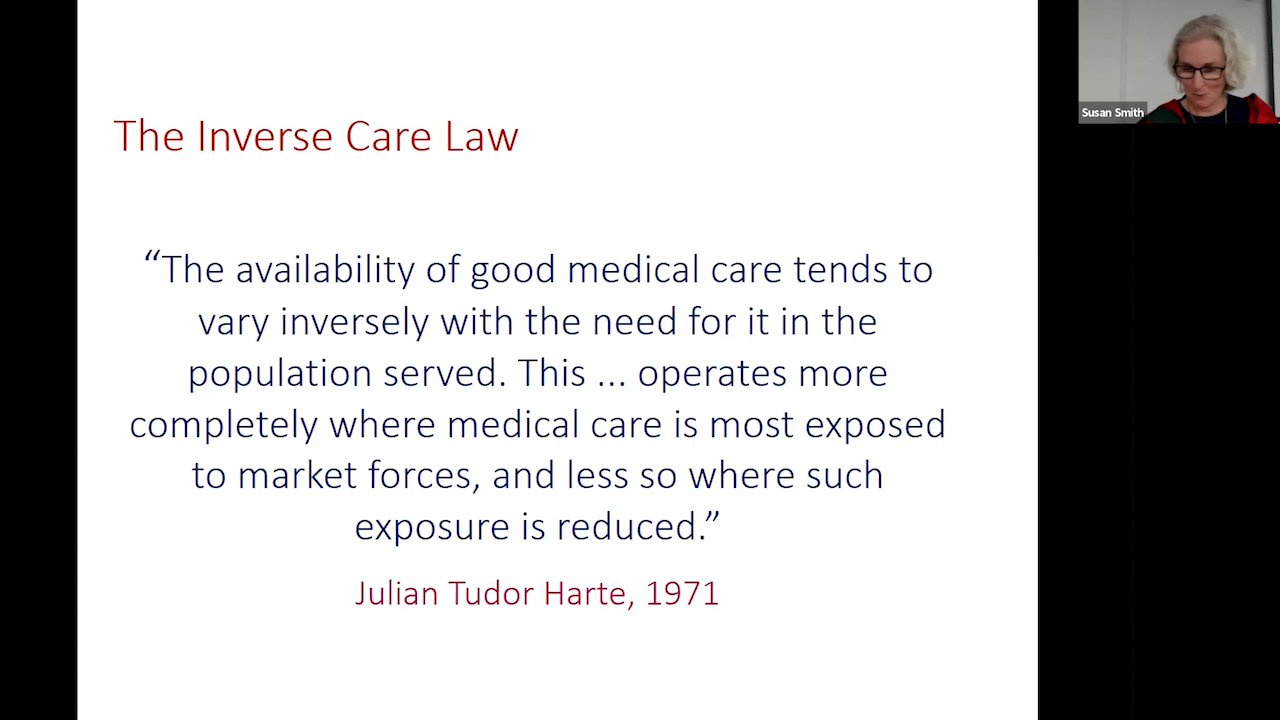 The Inverse Care Law
“The availability of good medical care tends to
vary inversely with the need for it in the
population served. This ... operates more
completely where medical care is most exposed
to market forces, and less so where such
exposure is reduced.”
Julian Tudor Harte, 1971
Susan Smith